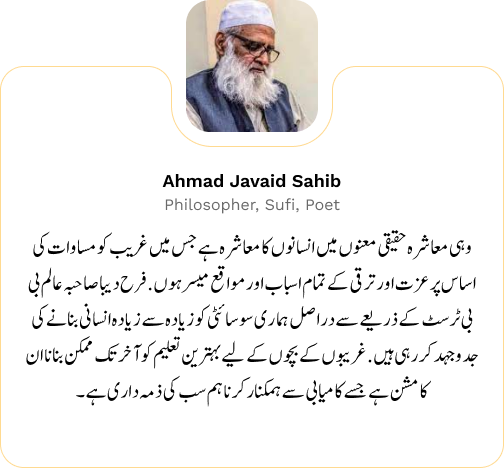 Ahmad Javaid Sahib
Philosopher, Sufi, Poet
وہی معاشرہ حقیقی معنوں میں انسانوں کا معاشرہ ہے جس میں غریب کو مساوات کی
اساس پر عزت اور ترقی کے تمام اسباب اور مواقع میسر ہوں. فرح دیبا صاحبہ عالم بی
بی ٹرسٹ کے ذریعے سے دراصل ہماری سوسائٹی کو زیادہ سے زیادہ انسانی بنانے کی
جدوجہد کر رہی ہیں. غریبوں کے بچوں کے لیے بہترین تعلیم کو آخر تک ممکن بنانا ان
کا مشن ہے جسے کامیابی سے ہمکنار کرنا ہم سب کی ذمہ داری ہے۔